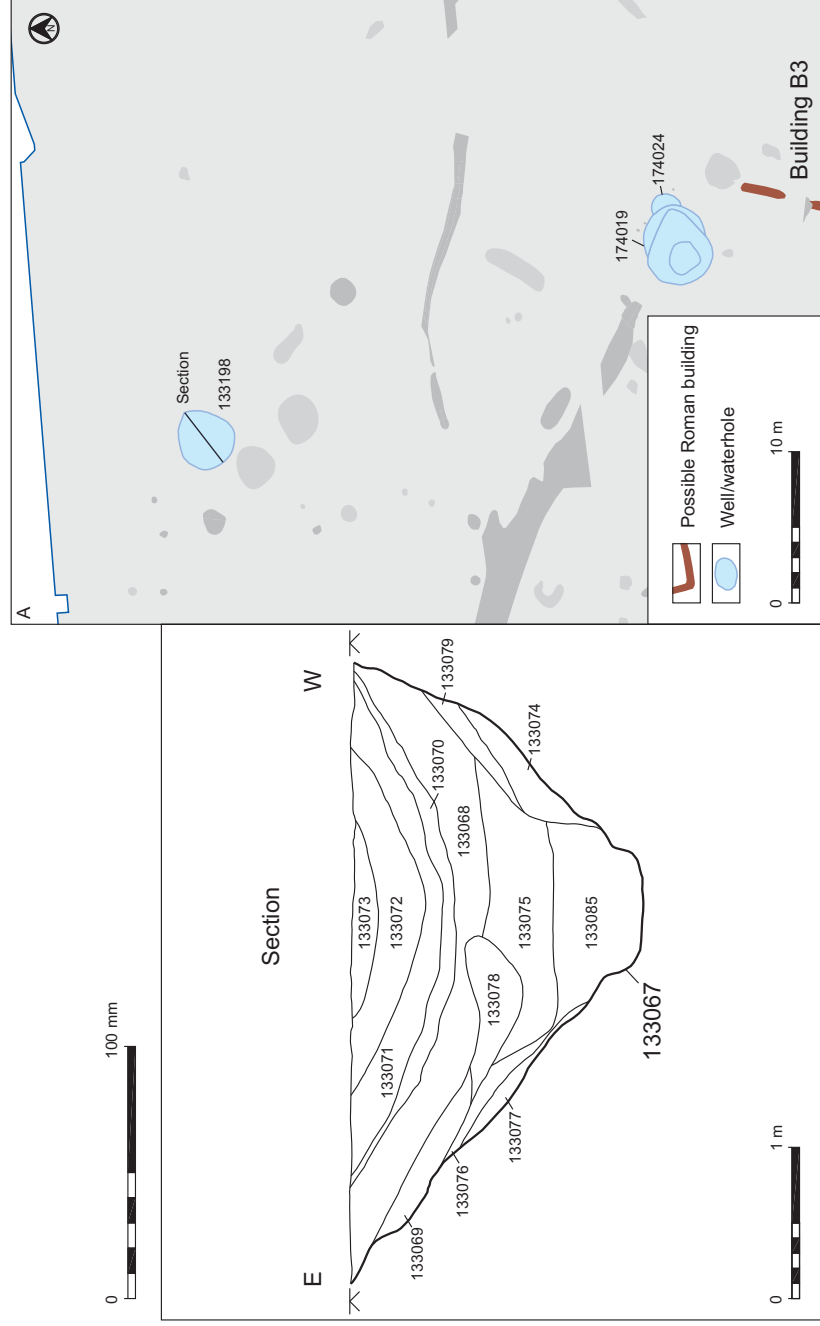 0
100 mm
Section
E
W
133079
133070
133074
133068
133073
133072
133075
133085
133071
133078
133067
133077
133076
133069
0
1 m
A
N
Section
133198
174019
174024
Building B3
Possible Roman building
Well/waterhole
0
10 m